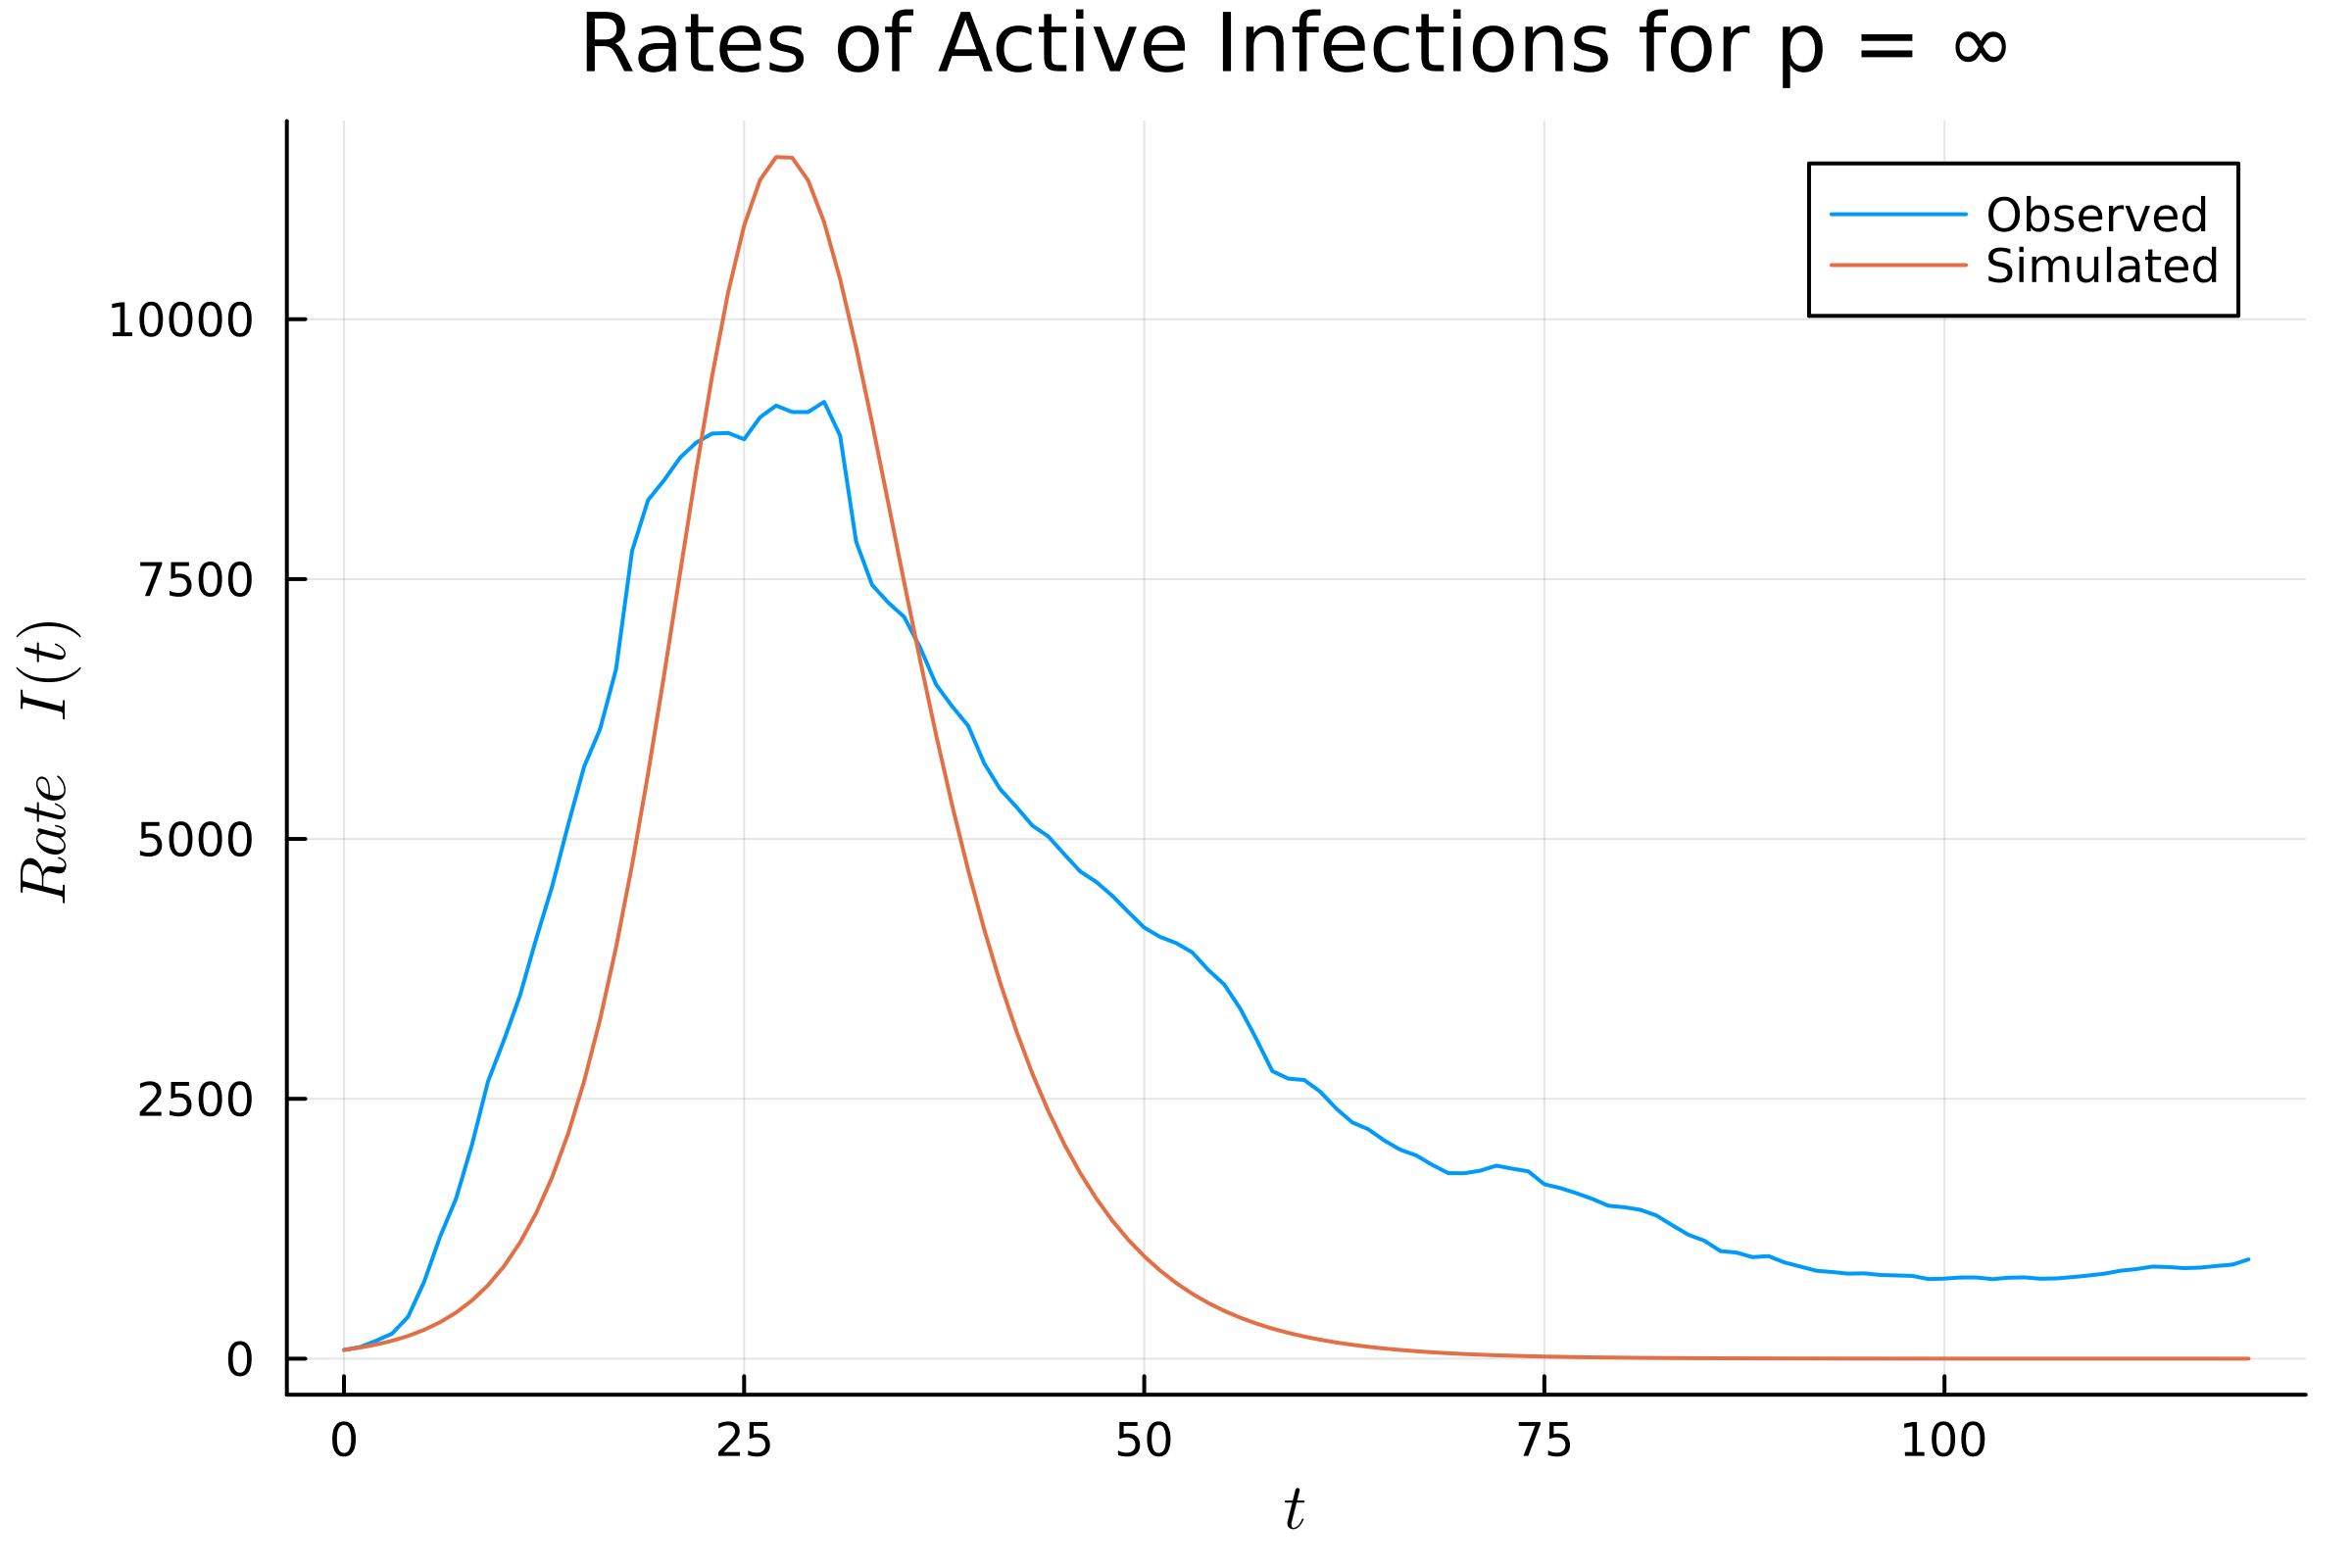 Rates of Active Infections for p = ∞
Observed
Simulated
10000
7500
5000
2500
0
Rate I(t)
0 25 50 75 100
t